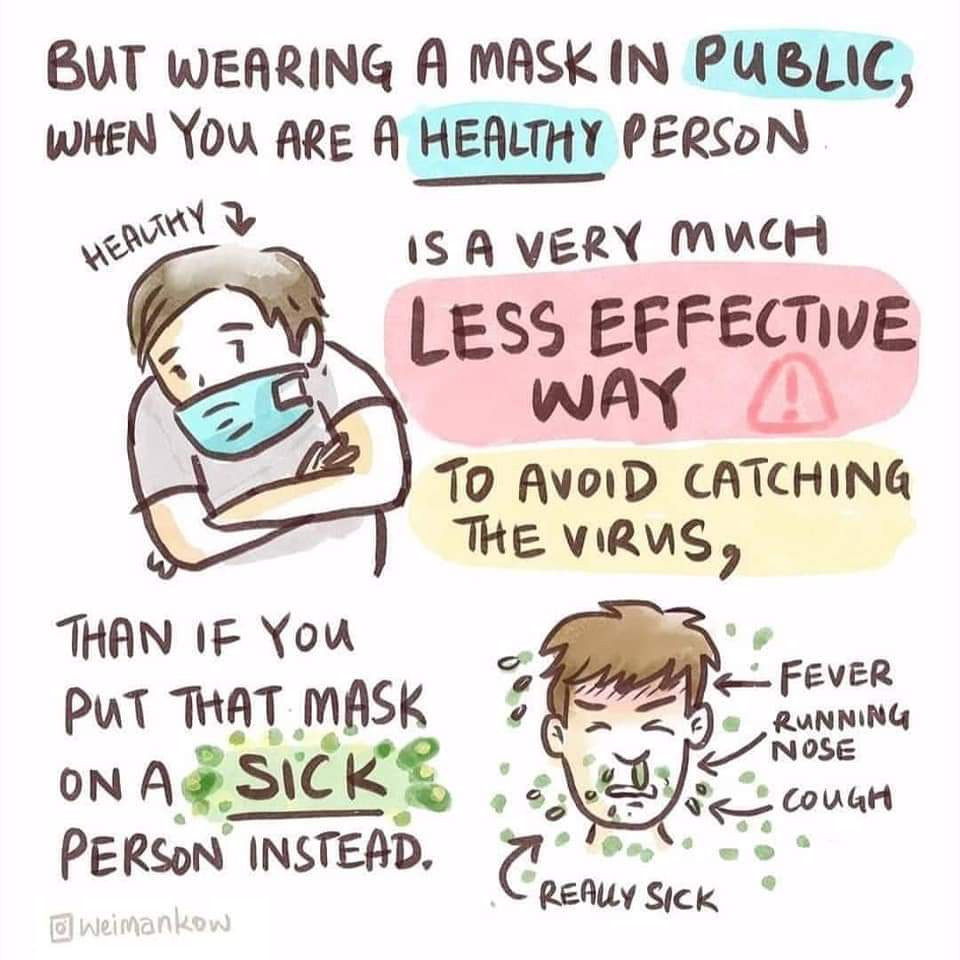 BUT WEARING A MASK IN PUBLIC,
WHEN YOU ARE A HEALTHY PERSON
HEALTHY
IS A VERY MUCH
LESS EFFECTIVE
WAY
TO AVOID CATCHING
THE VIRUS,
THAN IF YOU
PUT THAT MASK
ON A SICK
PERSON INSTEAD.
FEVER
RUNNING
NOSE
COUGH
REALLY SICK
weimankow